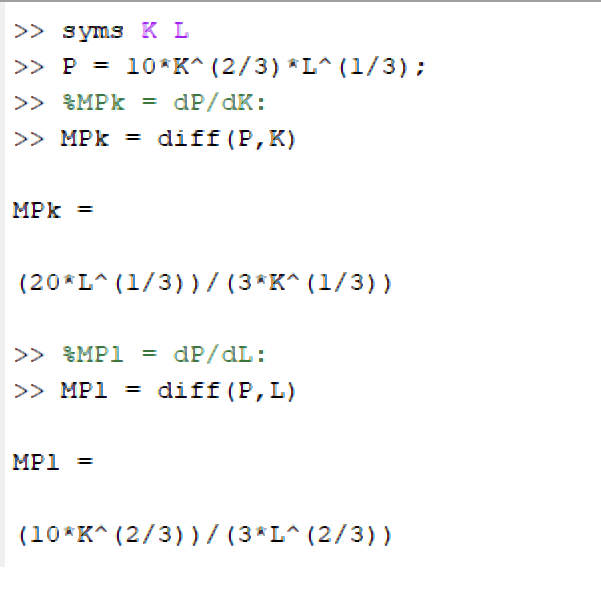 >> syms K L
>> P = 10*K^(2/3)*L^(1/3);
>> %MPk = dP/dK:
>> MPk = diff(P,K)
MPk =
(20*L^(1/3))/(3*K^(1/3))
>> %MPl = dP/dL:
>> MPl = diff(P,L)
MPl =
(10*K^(2/3))/(3*L^(2/3))